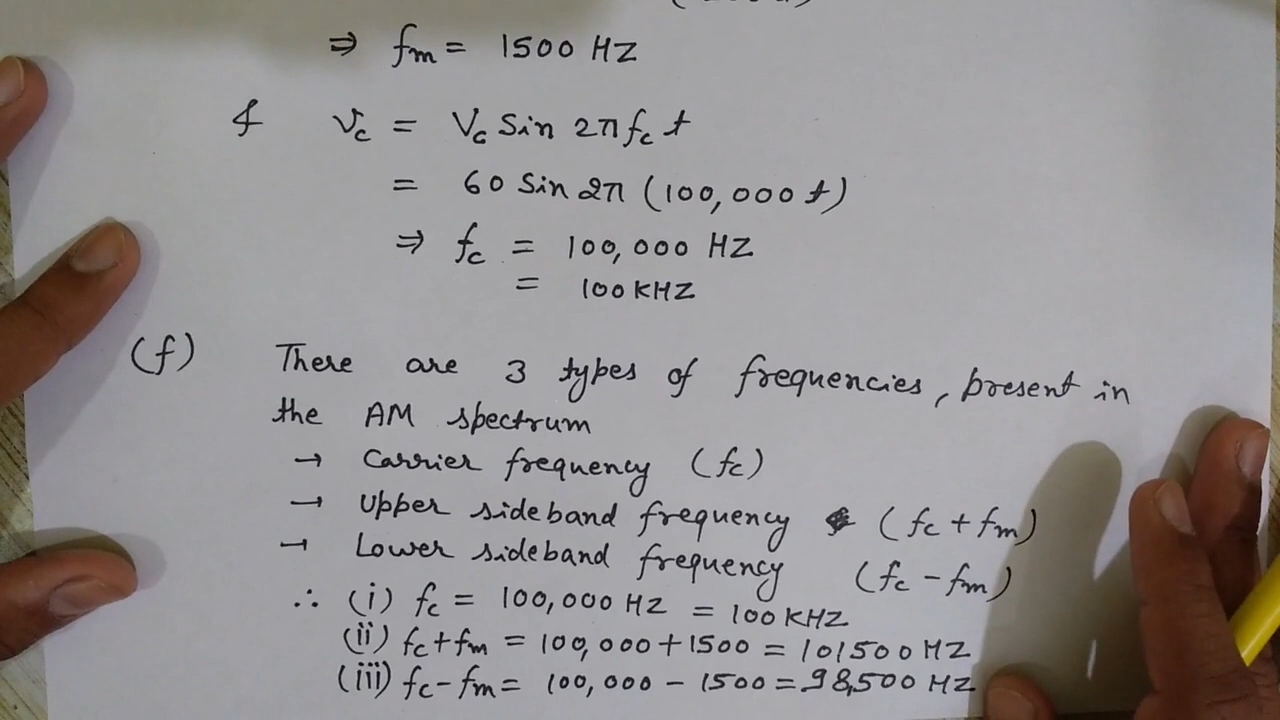 ⇒ fm = 1500 HZ
& vc = Vc Sin 2π fc t
= 60 Sin 2π (100,000 t)
⇒ fc = 100,000 HZ
= 100 KHZ
(f) There are 3 types of frequencies, present in
the AM spectrum
→ Carrier frequency (fc)
→ Upper sideband frequency (fc + fm)
→ Lower sideband frequency (fc - fm)
∴ (i) fc = 100,000 HZ = 100 KHZ
(ii) fc + fm = 100,000 + 1500 = 101500 HZ
(iii) fc - fm = 100,000 - 1500 = 98,500 HZ